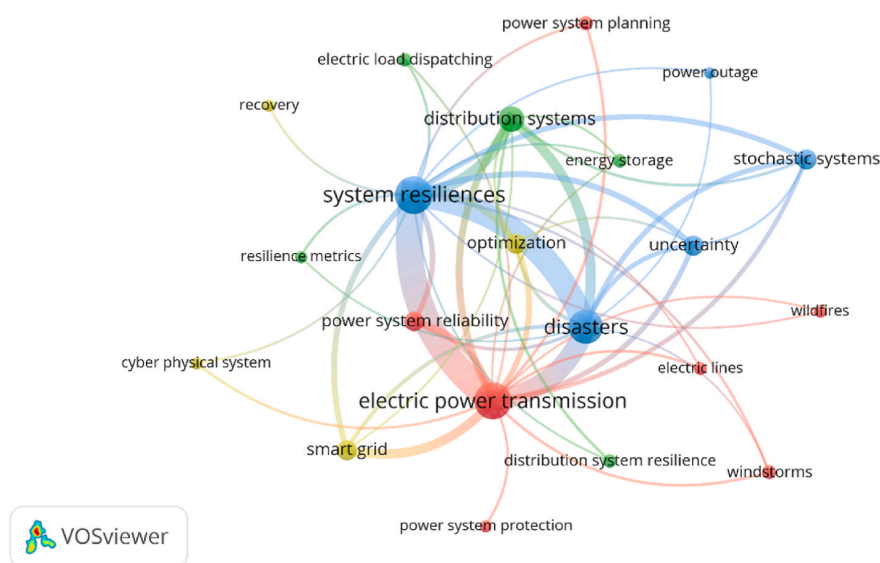 power system planning
electric load dispatching
power outage
recovery
distribution systems
energy storage
stochastic systems
system resiliences
optimization
uncertainty
resilience metrics
wildfires
power system reliability
disasters
cyber physical system
electric lines
electric power transmission
smart grid
distribution system resilience
windstorms
power system protection
VOSviewer